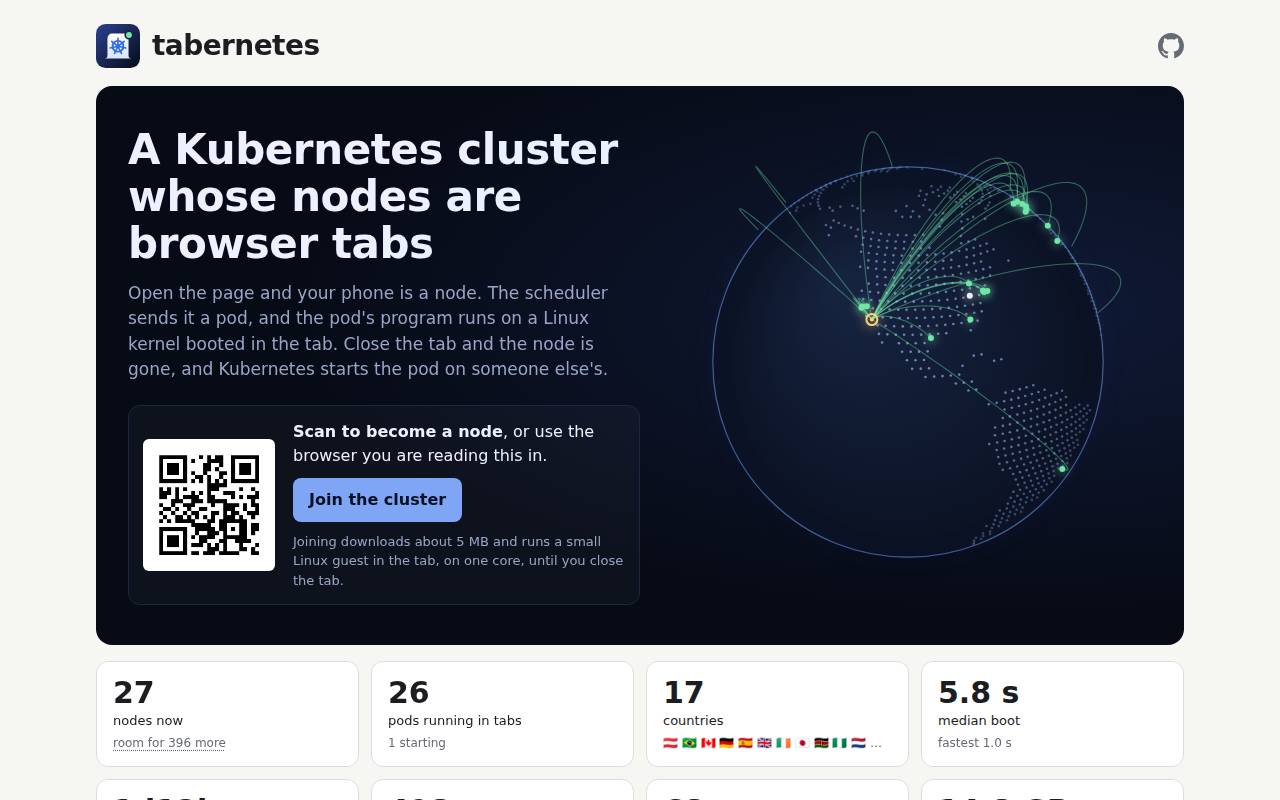 tabernetes
A Kubernetes cluster
whose nodes are
browser tabs
Open the page and your phone is a node. The scheduler
sends it a pod, and the pod's program runs on a Linux
kernel booted in the tab. Close the tab and the node is
gone, and Kubernetes starts the pod on someone else's.
Scan to become a node, or use the
browser you are reading this in.
Join the cluster
Joining downloads about 5 MB and runs a small
Linux guest in the tab, on one core, until you close
the tab.
27
nodes now
room for 396 more
26
pods running in tabs
1 starting
17
countries
...
5.8 s
median boot
fastest 1.0 s